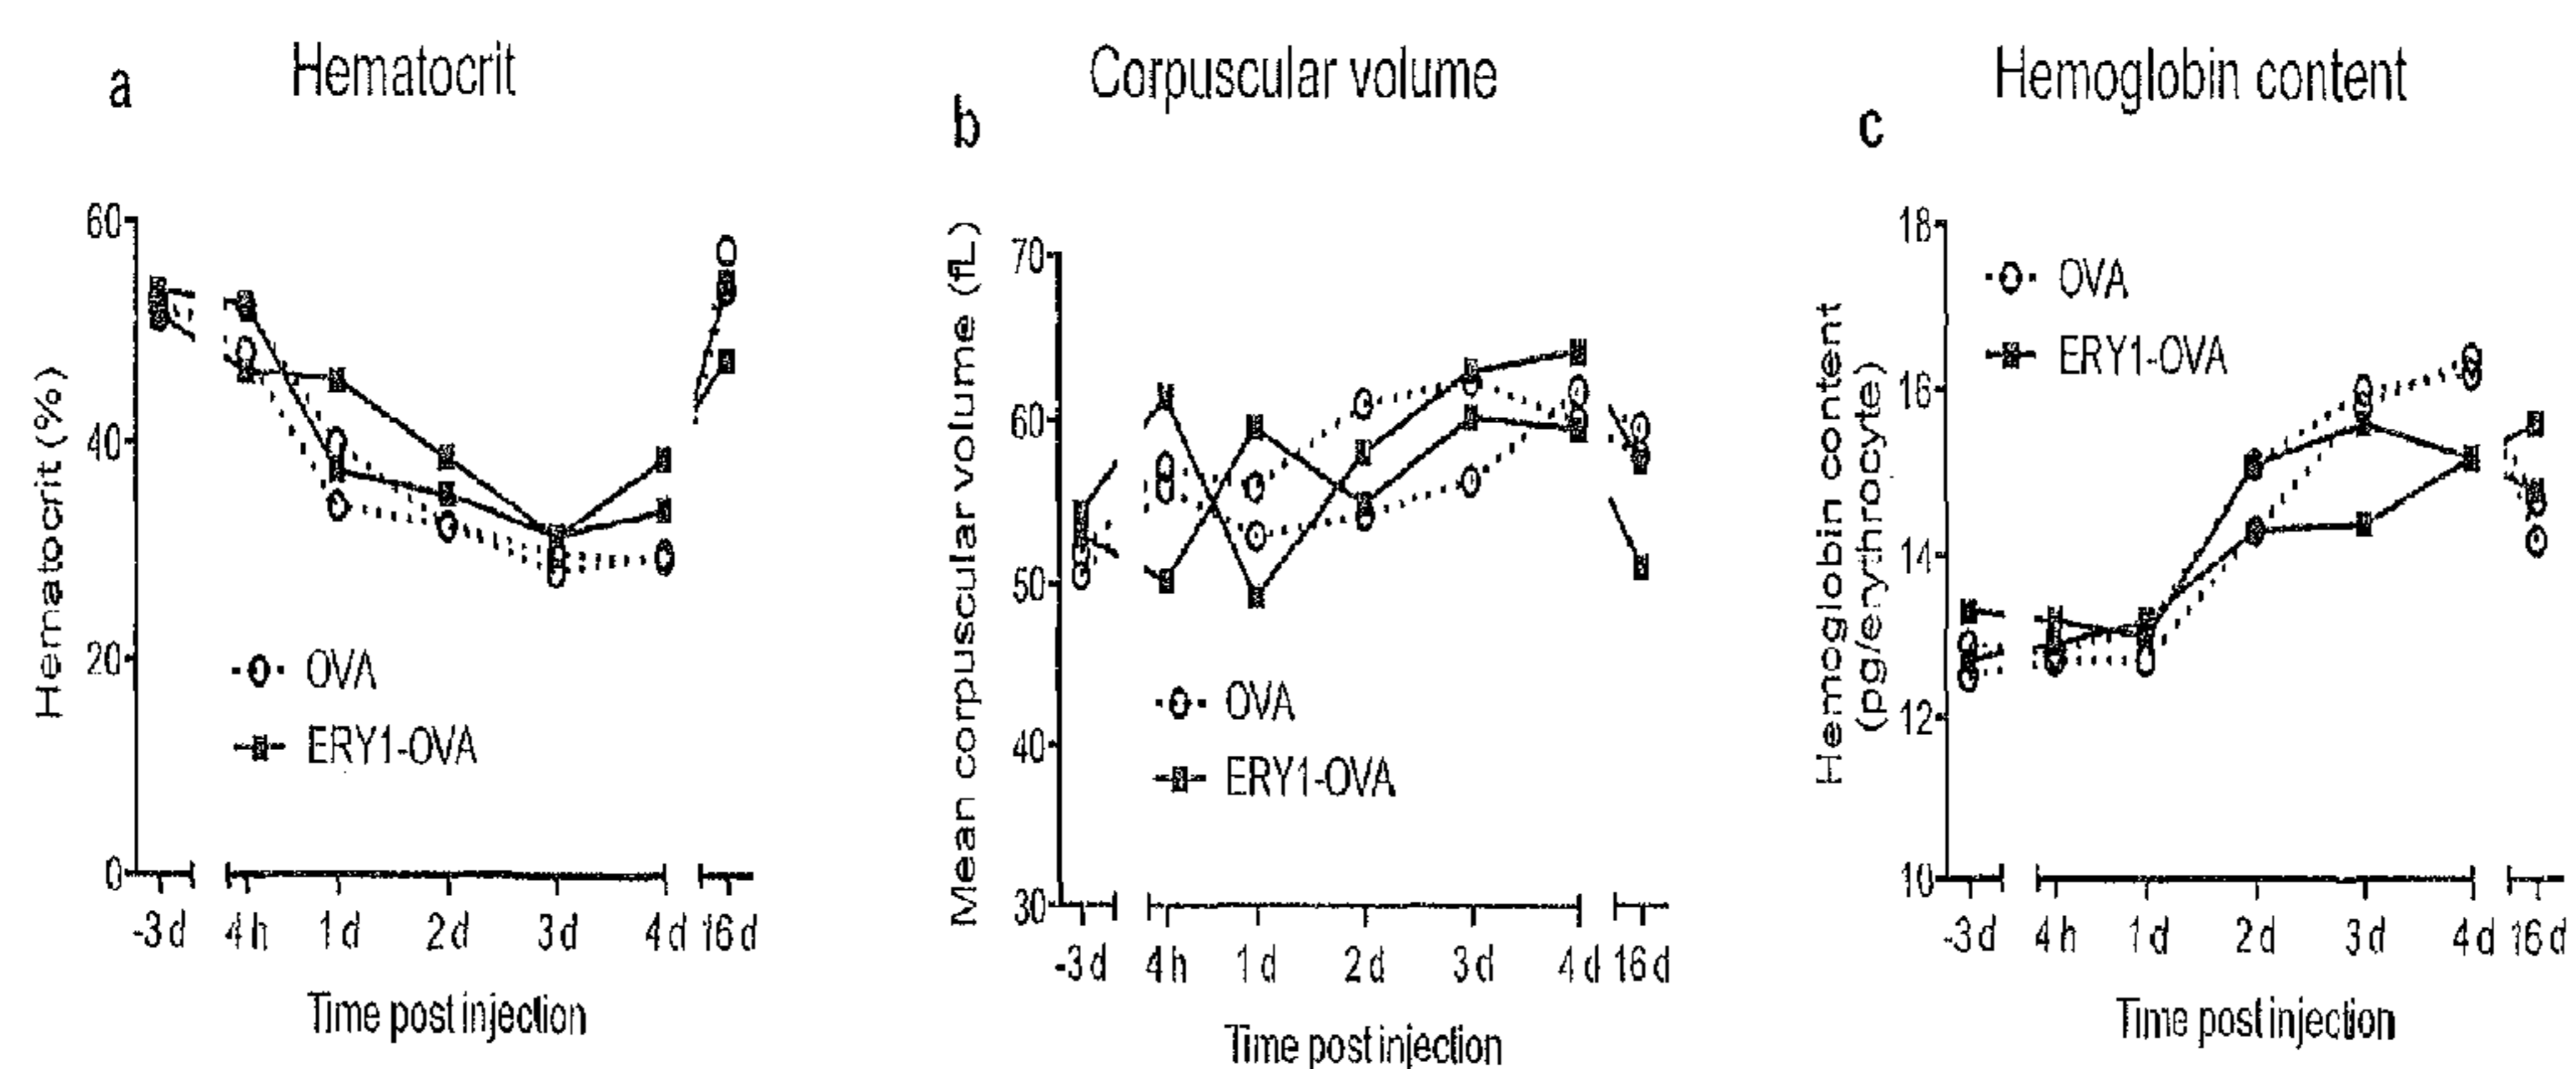 a Hematocrit
Hematocrit (%)
60
40
20
0
OVA
ERY1-OVA
-3 d 4 h 1 d 2 d 3 d 4 d 16 d
Time post injection
b Corpuscular volume
Mean corpuscular volume (fL)
70
60
50
40
30
OVA
ERY1-OVA
-3 d 4 h 1 d 2 d 3 d 4 d 16 d
Time post injection
c Hemoglobin content
Hemoglobin content
(pg/erythrocyte)
18
16
14
12
10
OVA
ERY1-OVA
-3 d 4 h 1 d 2 d 3 d 4 d 16 d
Time post injection